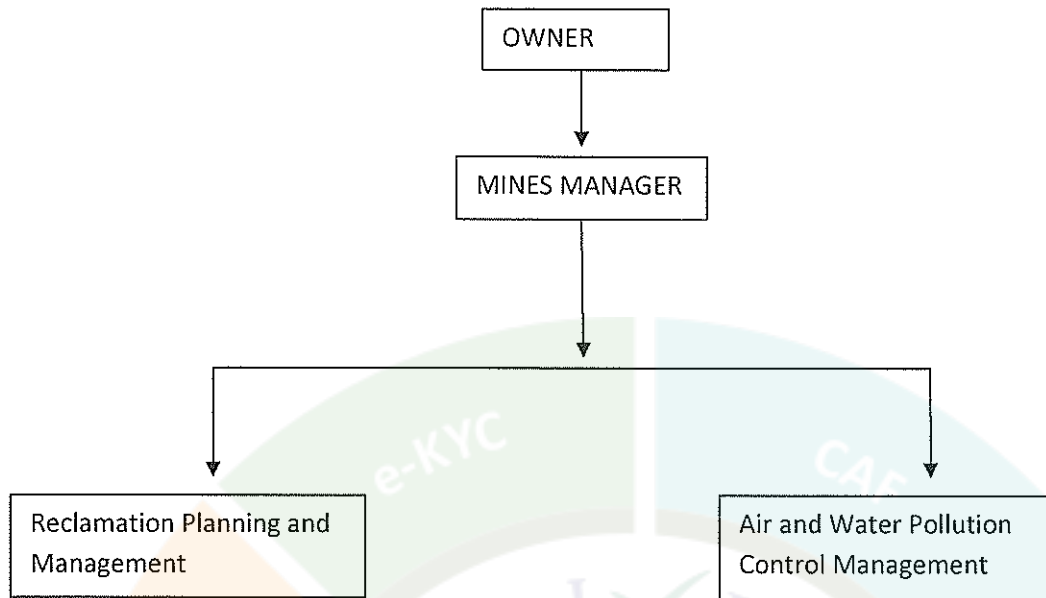 OWNER
MINES MANAGER
e-KYC
CAF
Reclamation Planning and
Management
Air and Water Pollution
Control Management